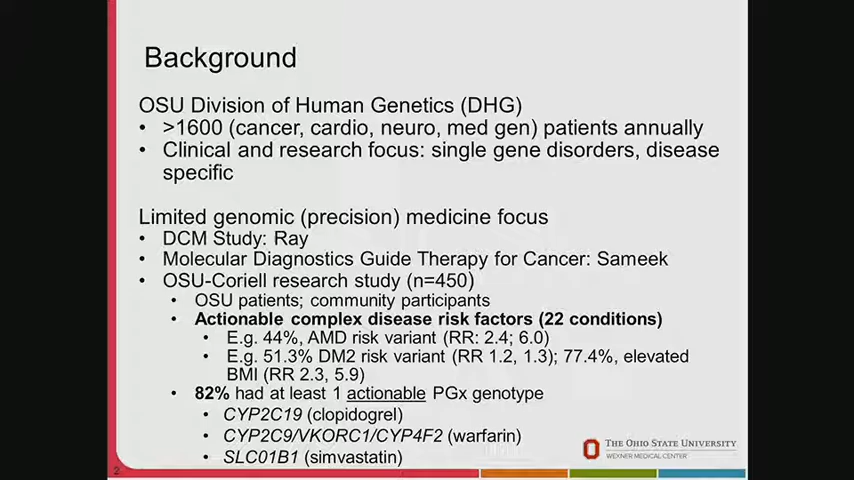 Background
OSU Division of Human Genetics (DHG)
• >1600 (cancer, cardio, neuro, med gen) patients annually
• Clinical and research focus: single gene disorders, disease
specific
Limited genomic (precision) medicine focus
• DCM Study: Ray
• Molecular Diagnostics Guide Therapy for Cancer: Sameek
• OSU-Coriell research study (n=450)
• OSU patients; community participants
• Actionable complex disease risk factors (22 conditions)
• E.g. 44%, AMD risk variant (RR: 2.4; 6.0)
• E.g. 51.3% DM2 risk variant (RR 1.2, 1.3); 77.4%, elevated
BMI (RR 2.3, 5.9)
• 82% had at least 1 actionable PGx genotype
• CYP2C19 (clopidogrel)
• CYP2C9/VKORC1/CYP4F2 (warfarin)
• SLC01B1 (simvastatin)
THE OHIO STATE UNIVERSITY
WEXNER MEDICAL CENTER
2